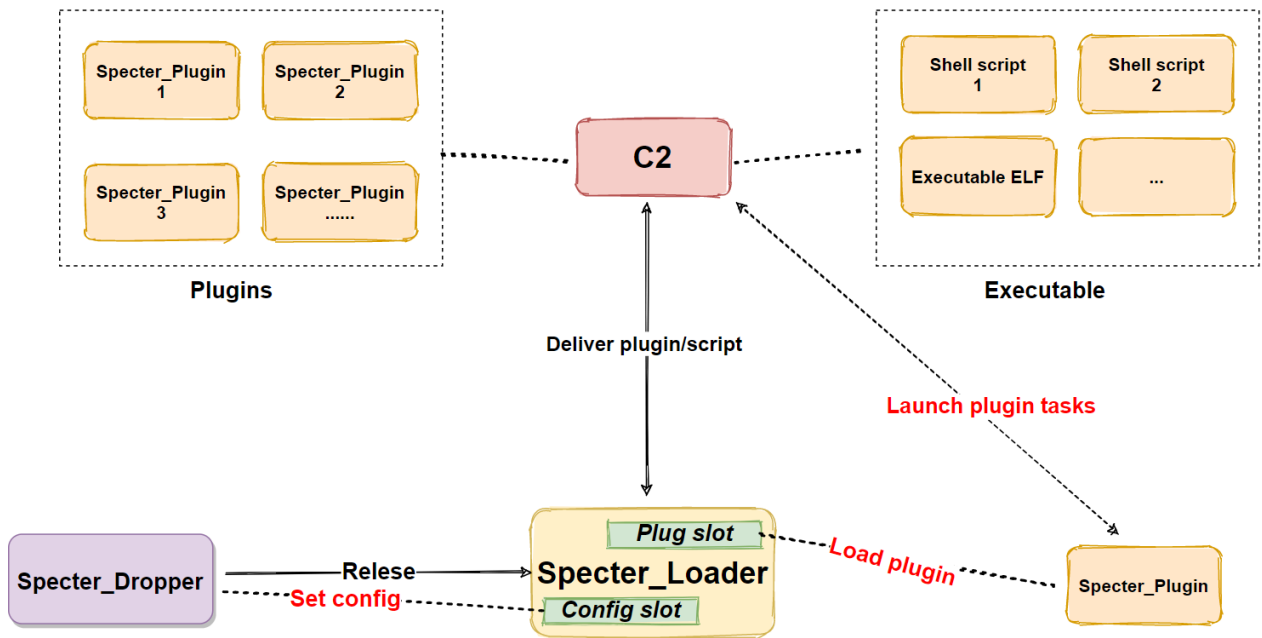 Specter_Plugin
1
Specter_Plugin
2
Specter_Plugin
3
Specter_Plugin
......
Plugins
C2
Shell script
1
Shell script
2
Executable ELF
...
Executable
Deliver plugin/script
Launch plugin tasks
Specter_Dropper
Relese
Set config
Plug slot
Specter_Loader
Config slot
Load plugin
Specter_Plugin